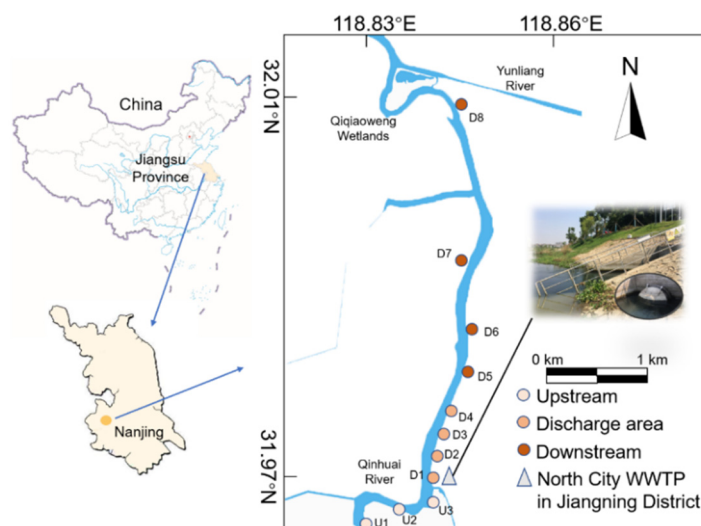 China
Jiangsu
Province
Nanjing
118.83°E
118.86°E
32.01°N
31.97°N
Yunliang
River
N
Qiqiaoweng
Wetlands
D8
D7
D6
D5
D4
D3
D2
D1
Qinhuai
River
U3
U2
U1
0 km
1 km
Upstream
Discharge area
Downstream
North City WWTP
in Jiangning District